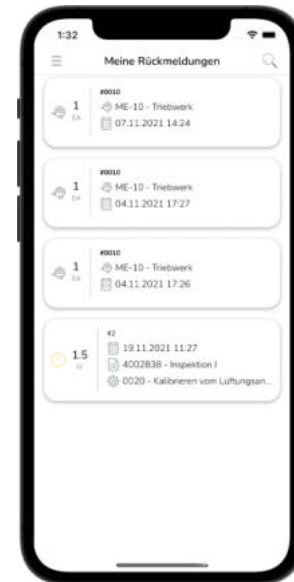 1:32
Meine Rückmeldungen
#0010
1
EA
ME-10 - Triebwerk
07.11.2021 14:24
#0010
1
EA
ME-10 - Triebwerk
04.11.2021 17:27
#0010
1
EA
ME-10 - Triebwerk
04.11.2021 17:26
#2
1.5
19.11.2021 11:27
4002838 - Inspektion I
0020 - Kalibrieren vom Lüftungsan...